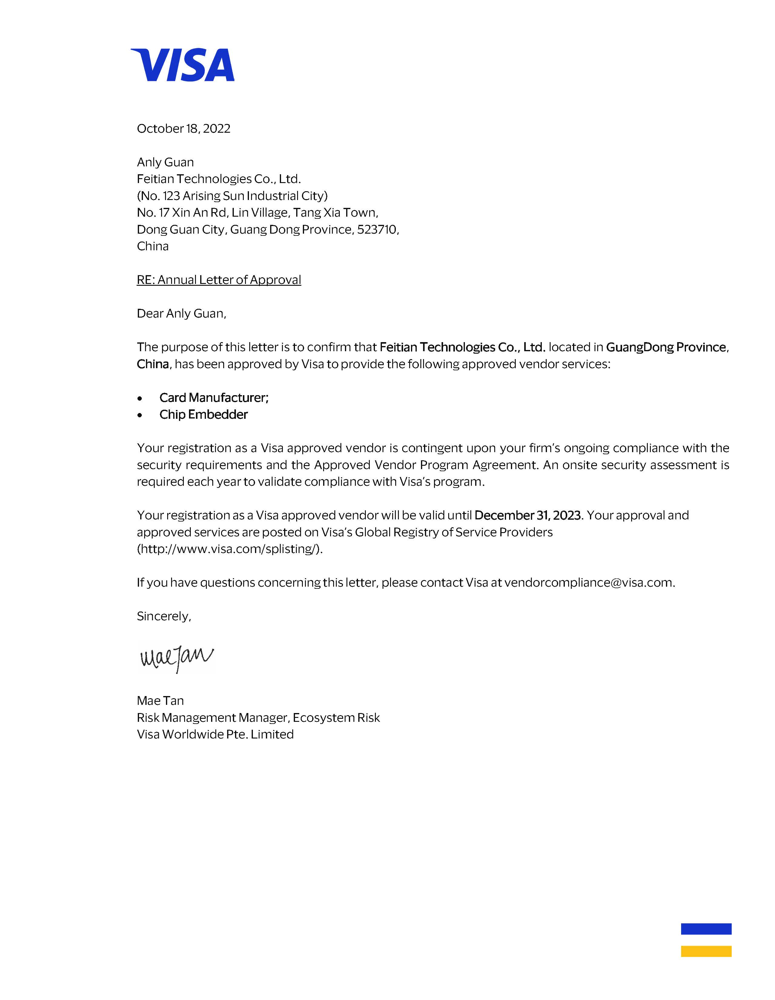 VISA
October 18, 2022
Anly Guan
Feitian Technologies Co., Ltd.
(No. 123 Arising Sun Industrial City)
No. 17 Xin An Rd, Lin Village, Tang Xia Town,
Dong Guan City, Guang Dong Province, 523710,
China
RE: Annual Letter of Approval
Dear Anly Guan,
The purpose of this letter is to confirm that Feitian Technologies Co., Ltd. located in GuangDong Province,
China, has been approved by Visa to provide the following approved vendor services:
• Card Manufacturer;
• Chip Embedder
Your registration as a Visa approved vendor is contingent upon your firm’s ongoing compliance with the
security requirements and the Approved Vendor Program Agreement. An onsite security assessment is
required each year to validate compliance with Visa’s program.
Your registration as a Visa approved vendor will be valid until December 31, 2023. Your approval and
approved services are posted on Visa’s Global Registry of Service Providers
(http://www.visa.com/splisting/).
If you have questions concerning this letter, please contact Visa at vendorcompliance@visa.com.
Sincerely,
Mae Tan
Mae Tan
Risk Management Manager, Ecosystem Risk
Visa Worldwide Pte. Limited